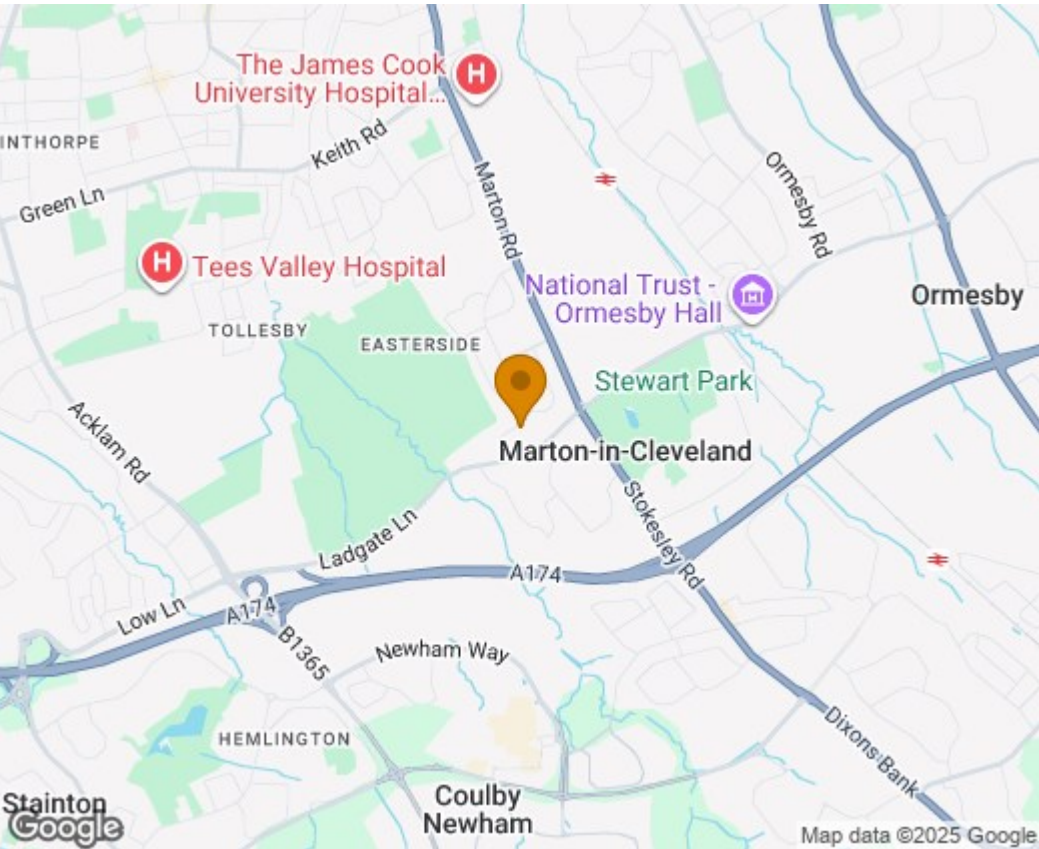 The James Cook
University Hospital...
H
INTHORPE
Keith Rd
Green Ln
Marton Rd
Ormesby Rd
H
Tees Valley Hospital
National Trust -
Ormesby Hall
Ormesby
TOLLESBY
EASTERSIDE
Stewart Park
Acklam Rd
Marton-in-Cleveland
Stokesley Rd
Ladgate Ln
A174
Low Ln
A174
B1365
Newham Way
Dixons Bank
HEMLINGTON
Stainton
Coulby
Newham
Google
Map data ©2025 Google